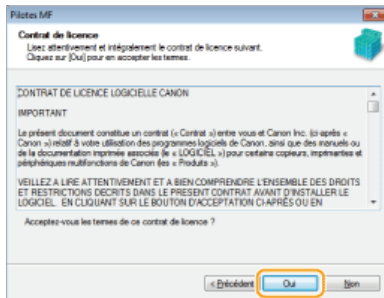 Pilotes MF
Contrat de licence
Lisez attentivement et intégralement le contrat de licence suivant.
Cliquez sur [Oui] pour en accepter les termes.
CONTRAT DE LICENCE LOGICIELLE CANON
IMPORTANT
Le présent document constitue un contrat (« Contrat ») entre vous et Canon Inc. (ci-après «
Canon ») relatif à votre utilisation des programmes logiciels de Canon, ainsi que des manuels ou
de la documentation imprimée associés (le « LOGICIEL ») pour certains copieurs, imprimantes et
périphériques multifonctions de Canon (les « Produits »).
VEILLEZ A LIRE ATTENTIVEMENT ET A BIEN COMPRENDRE L'ENSEMBLE DES DROITS
ET RESTRICTIONS DECRITS DANS LE PRESENT CONTRAT AVANT D'INSTALLER LE
LOGICIEL. EN CLIQUANT SUR LE BOUTON D'ACCEPTATION CI-APRÈS OU EN
Acceptez-vous les termes de ce contrat de licence ?
< Précédent
Oui
Non